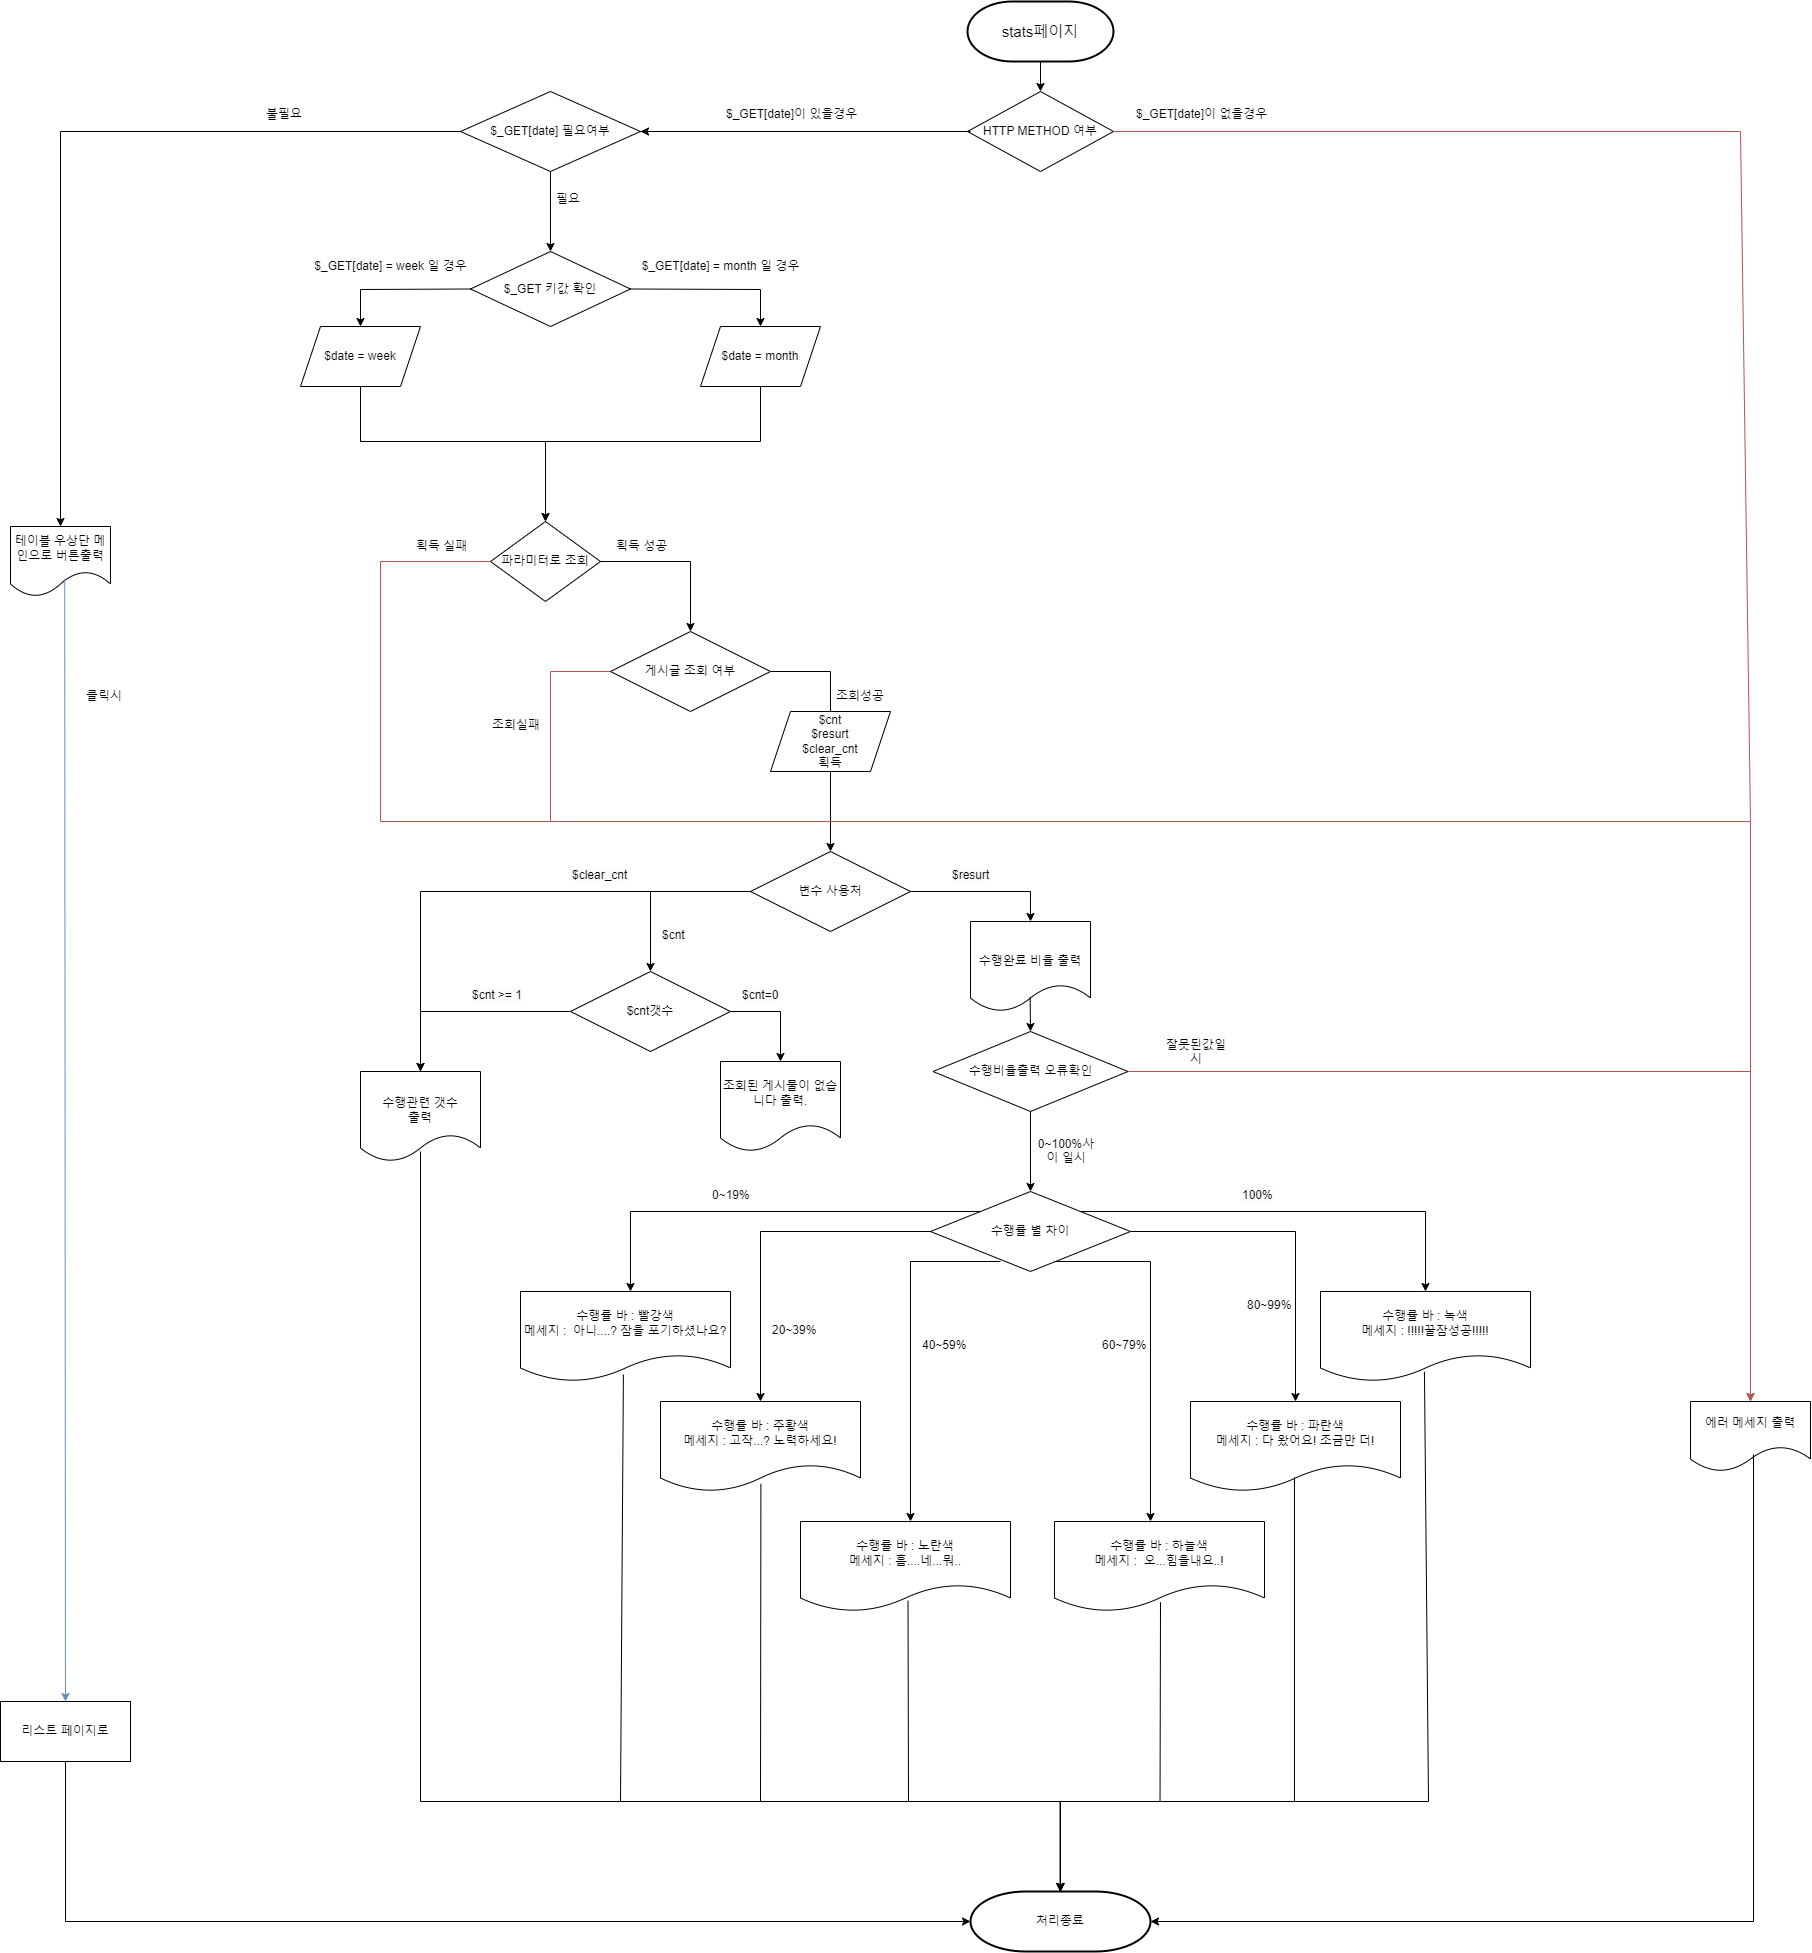 stats페이지
불필요
$_GET[date] 필요여부
$_GET[date]이 있을경우
HTTP METHOD 여부
$_GET[date]이 없을경우
필요
$_GET[date] = week 일 경우
$_GET 키값 확인
$_GET[date] = month 일 경우
$date = week
$date = month
테이블 우상단 메
인으로 버튼출력
획득 실패
파라미터로 조회
획득 성공
게시글 조회 여부
클릭시
조회실패
조회성공
$cnt
$resurt
$clear_cnt
획득
$clear_cnt
변수 사용처
$resurt
$cnt
수행완료 비율 출력
$cnt >= 1
$cnt갯수
$cnt=0
잘못된값일
시
수행비율출력 오류확인
조회된 게시물이 없습
니다 출력.
수행관련 갯수
출력
0~100%사
이 일시
0~19%
수행률 별 차이
100%
수행률 바 : 빨강색
메세지 :  아니....? 잠을 포기하셨나요?
20~39%
40~59%
60~79%
80~99%
수행률 바 : 녹색
메세지 : !!!!!꿀잠성공!!!!!
수행률 바 : 주황색
메세지 : 고작...? 노력하세요!
수행률 바 : 파란색
메세지 : 다 왔어요! 조금만 더!
에러 메세지 출력
수행률 바 : 노란색
메세지 : 흠....네...뭐..
수행률 바 : 하늘색
메세지 :  오...힘을내요..!
리스트 페이지로
처리종료